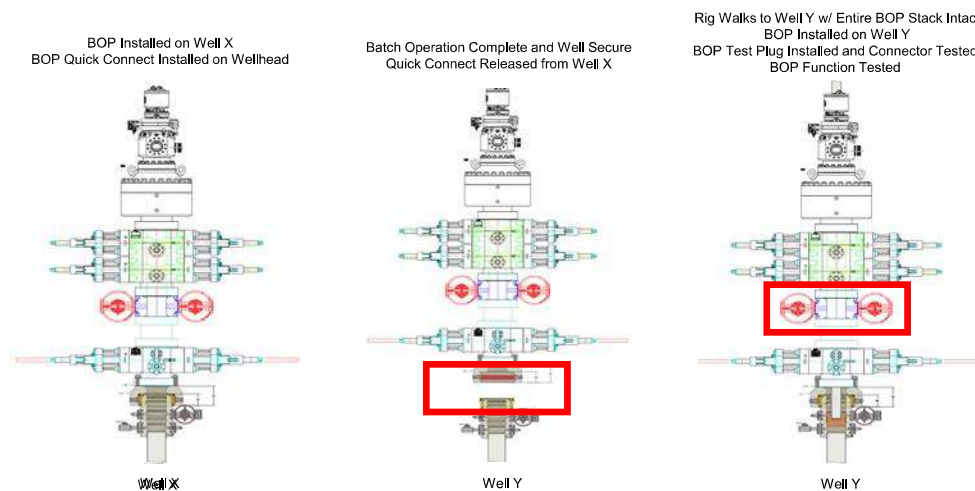 BOP Installed on Well X
BOP Quick Connect Installed on Wellhead
Batch Operation Complete and Well Secure
Quick Connect Released from Well X
Rig Walks to Well Y w/ Entire BOP Stack Intac
BOP Installed on Well Y
BOP Test Plug Installed and Connector Tested
BOP Function Tested
Well X
Well Y
Well Y